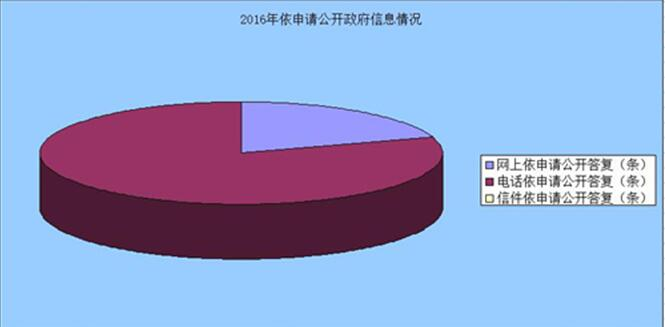 2016年依申请公开政府信息情况
网上依申请公开答复（条）
电话依申请公开答复（条）
信件依申请公开答复（条）